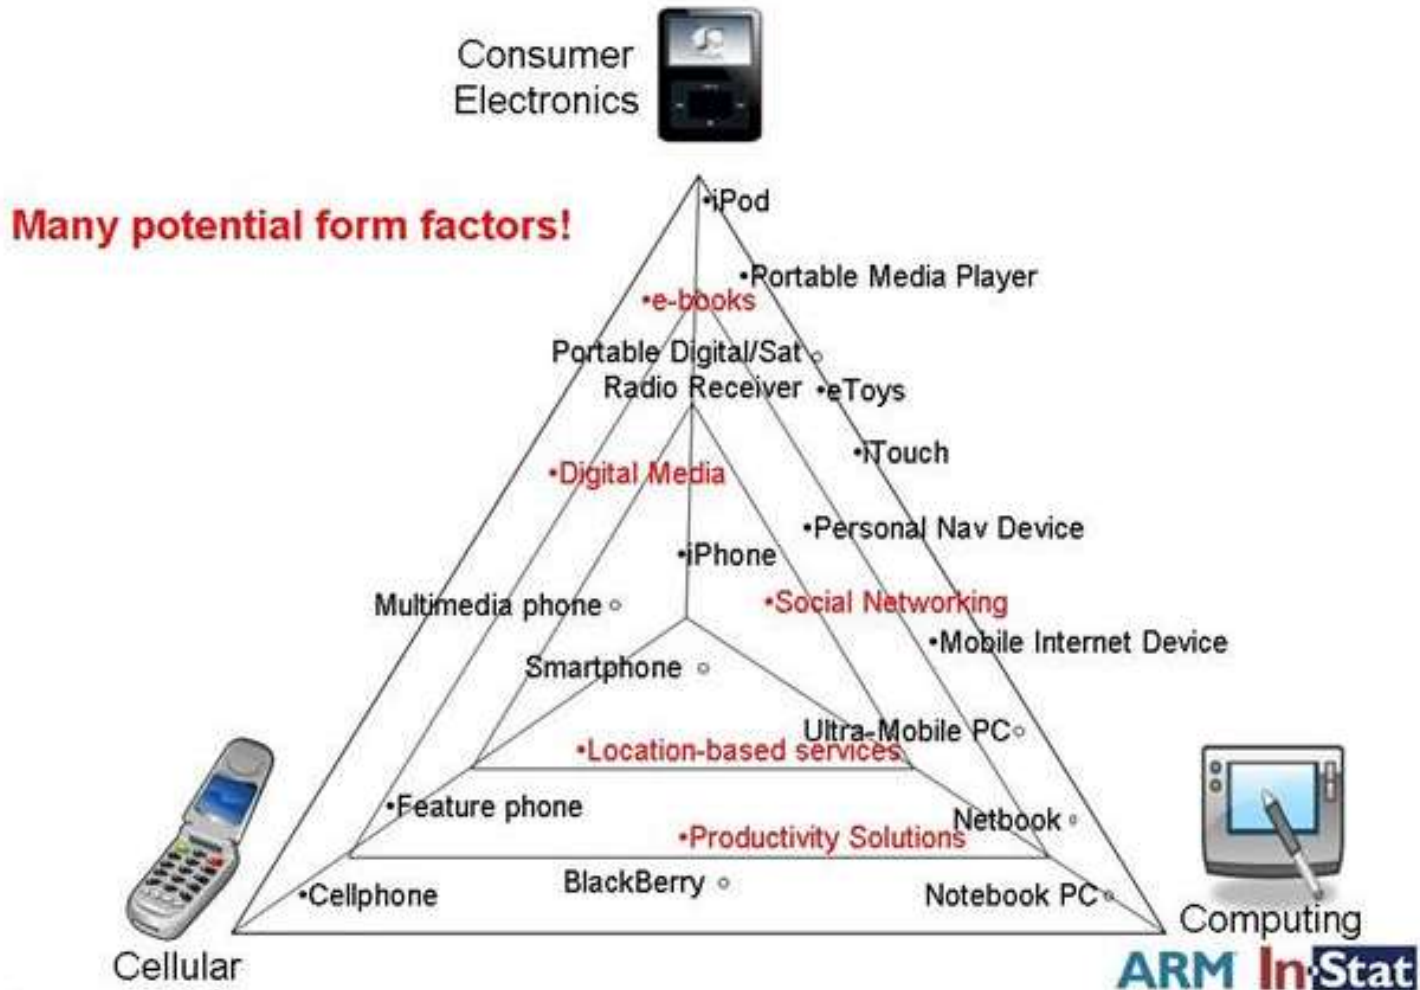 Consumer
Electronics
Many potential form factors!
•iPod
•Portable Media Player
•e-books
Portable Digital/Sat
Radio Receiver
•eToys
•iTouch
•Digital Media
•Personal Nav Device
•iPhone
Multimedia phone
•Social Networking
•Mobile Internet Device
Smartphone
Ultra-Mobile PC
•Location-based services
•Feature phone
Netbook
•Productivity Solutions
BlackBerry
•Cellphone
Notebook PC
Computing
Cellular
ARM In-Stat